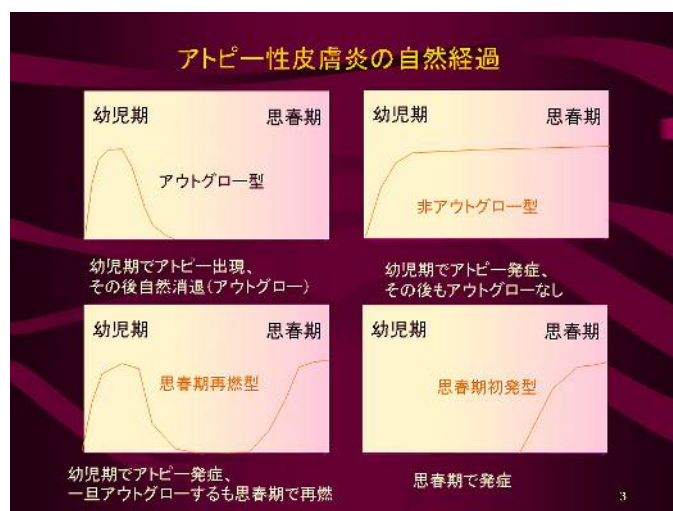 アトピー性皮膚炎の自然経過
幼児期 思春期
アウトグロー型
幼児期でアトピー出現、
その後自然消退(アウトグロー)
幼児期 思春期
非アウトグロー型
幼児期でアトピー発症、
その後もアウトグローなし
幼児期 思春期
思春期再燃型
幼児期でアトピー発症、
一旦アウトグローするも思春期で再燃
幼児期 思春期
思春期初発型
思春期で発症
3